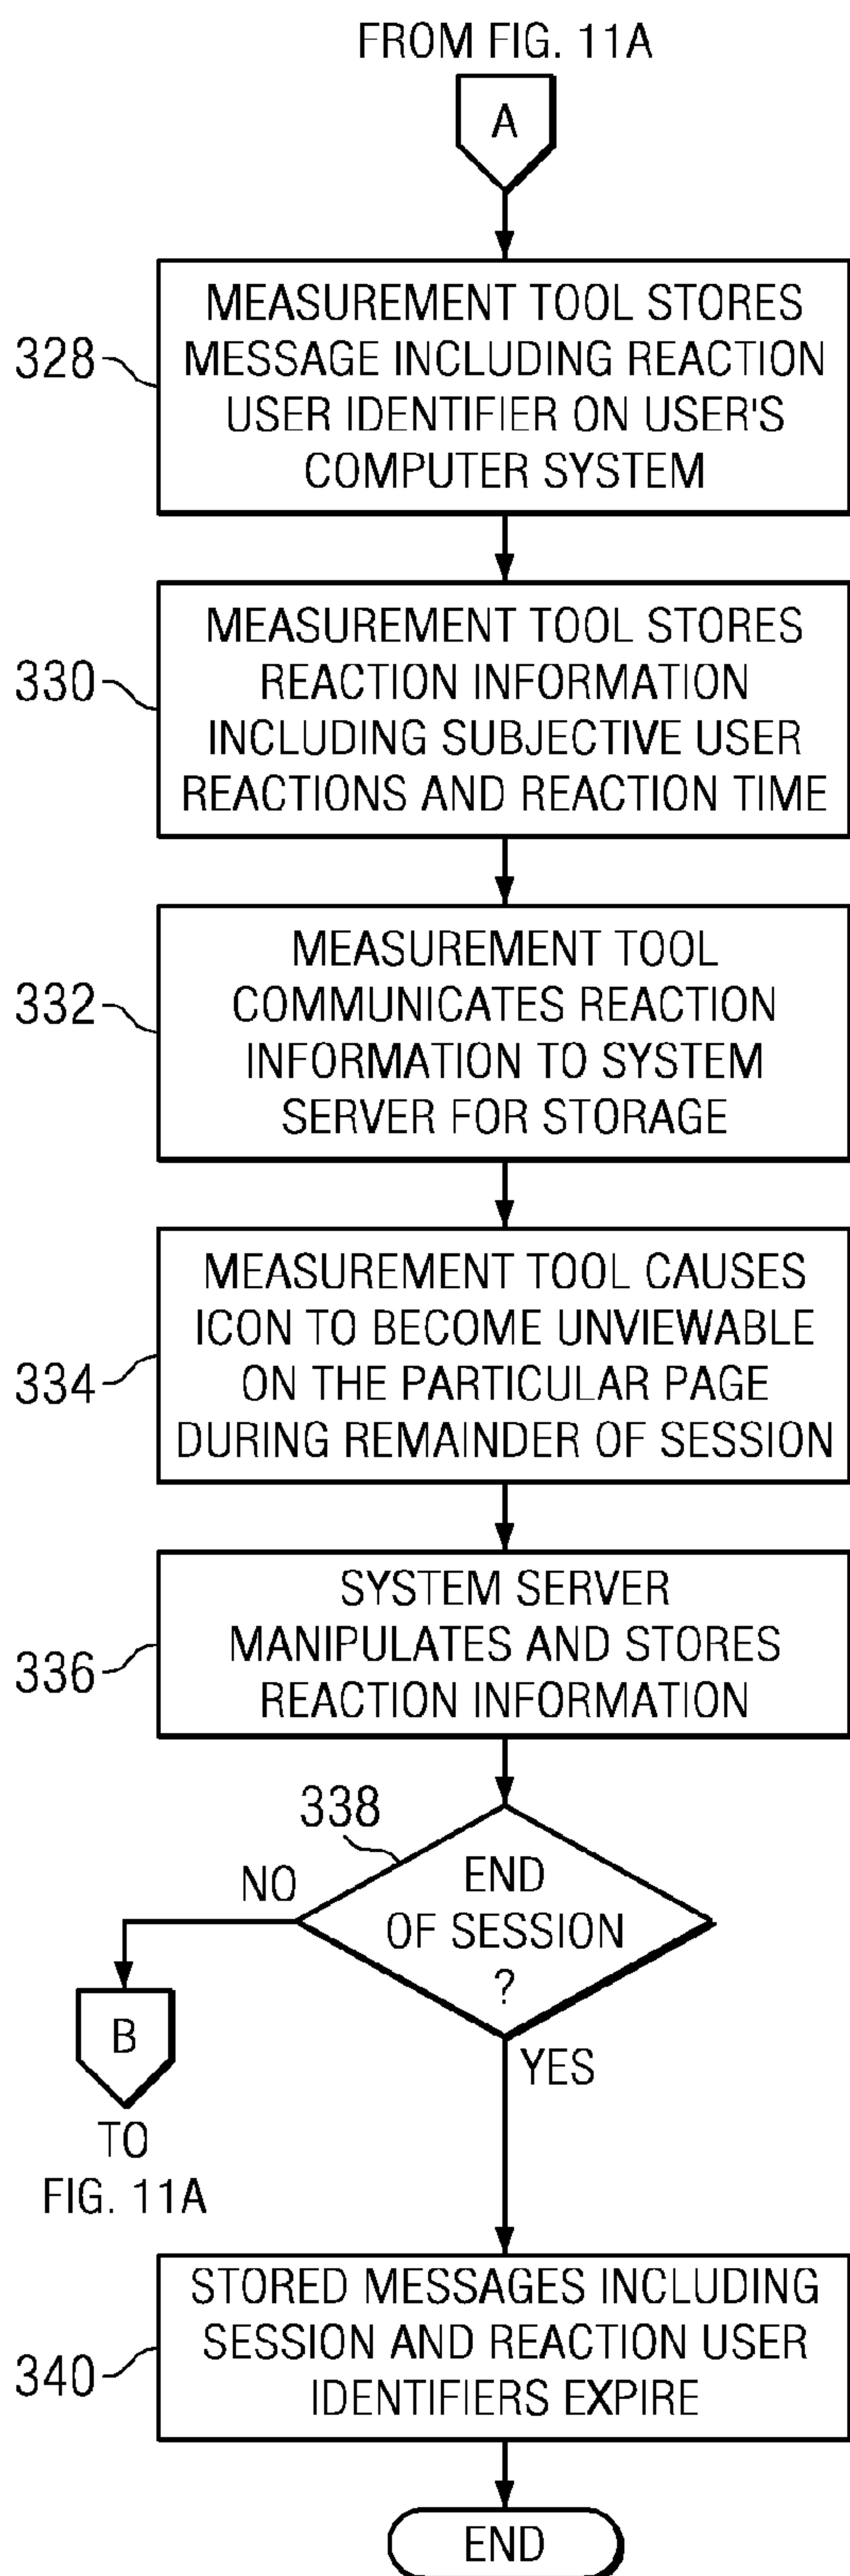 FROM FIG. 11A
A
328
MEASUREMENT TOOL STORES
MESSAGE INCLUDING REACTION
USER IDENTIFIER ON USER'S
COMPUTER SYSTEM
330
MEASUREMENT TOOL STORES
REACTION INFORMATION
INCLUDING SUBJECTIVE USER
REACTIONS AND REACTION TIME
332
MEASUREMENT TOOL
COMMUNICATES REACTION
INFORMATION TO SYSTEM
SERVER FOR STORAGE
334
MEASUREMENT TOOL CAUSES
ICON TO BECOME UNVIEWABLE
ON THE PARTICULAR PAGE
DURING REMAINDER OF SESSION
336
SYSTEM SERVER
MANIPULATES AND STORES
REACTION INFORMATION
338
END
OF SESSION
?
NO
B
TO
FIG. 11A
YES
340
STORED MESSAGES INCLUDING
SESSION AND REACTION USER
IDENTIFIERS EXPIRE
END